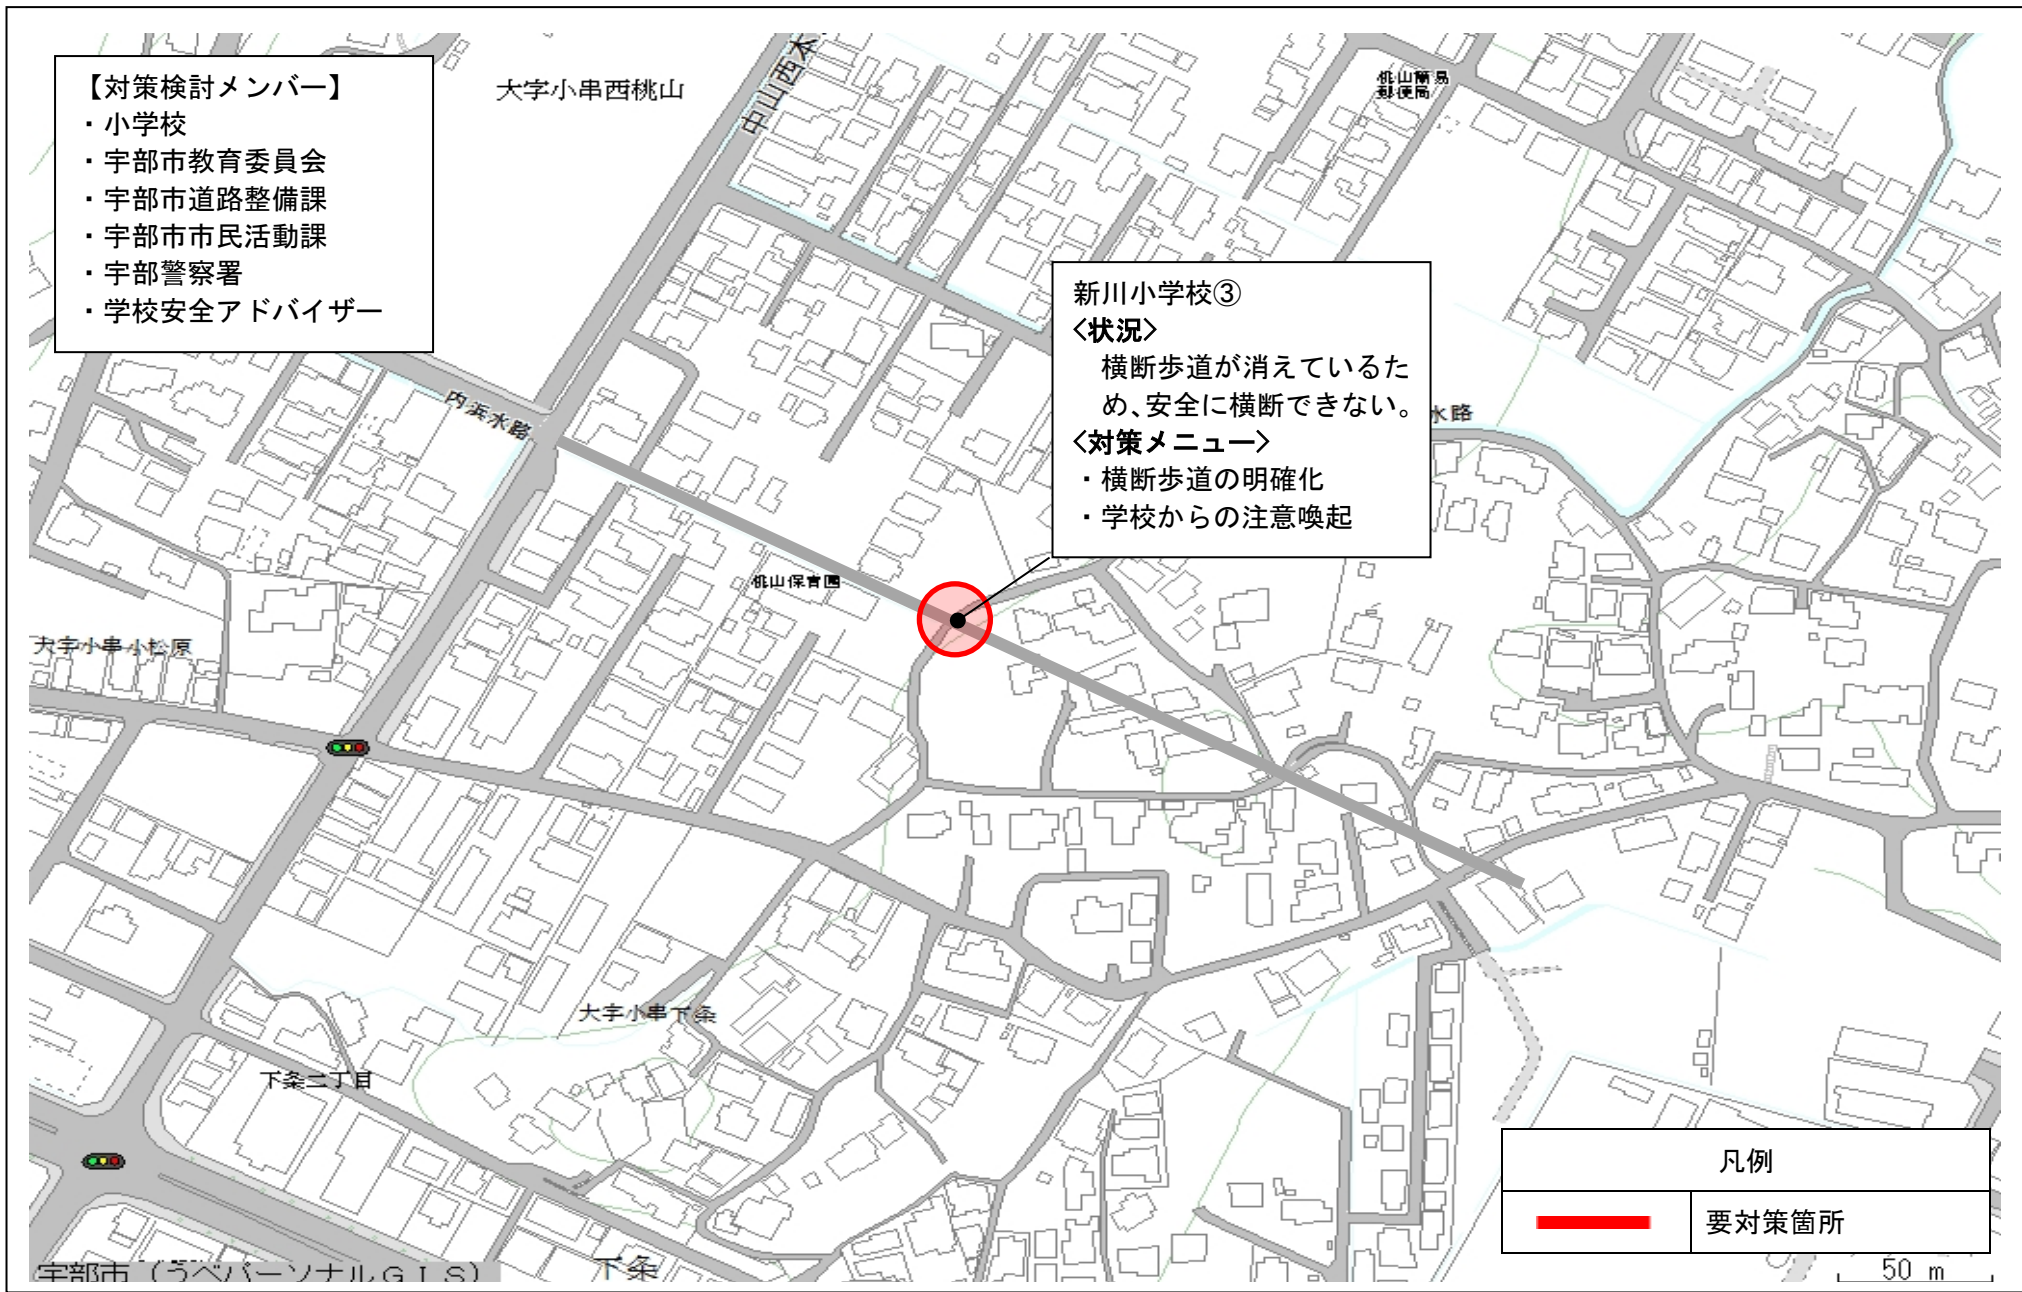 【対策検討メンバー】
・小学校
・宇部市教育委員会
・宇部市道路整備課
・宇部市市民活動課
・宇部警察署
・学校安全アドバイザー
大字小串西桃山
中山西本
桃山簡易
郵便局
新川小学校③
<状況>
横断歩道が消えているた
め、安全に横断できない。
<対策メニュー>
・横断歩道の明確化
・学校からの注意喚起
内浜水路
水路
桃山保育園
大字小串小松原
大字小串下条
下条二丁目
下条
凡例
要対策箇所
宇部市(うべパーソナルGIS)
50 m